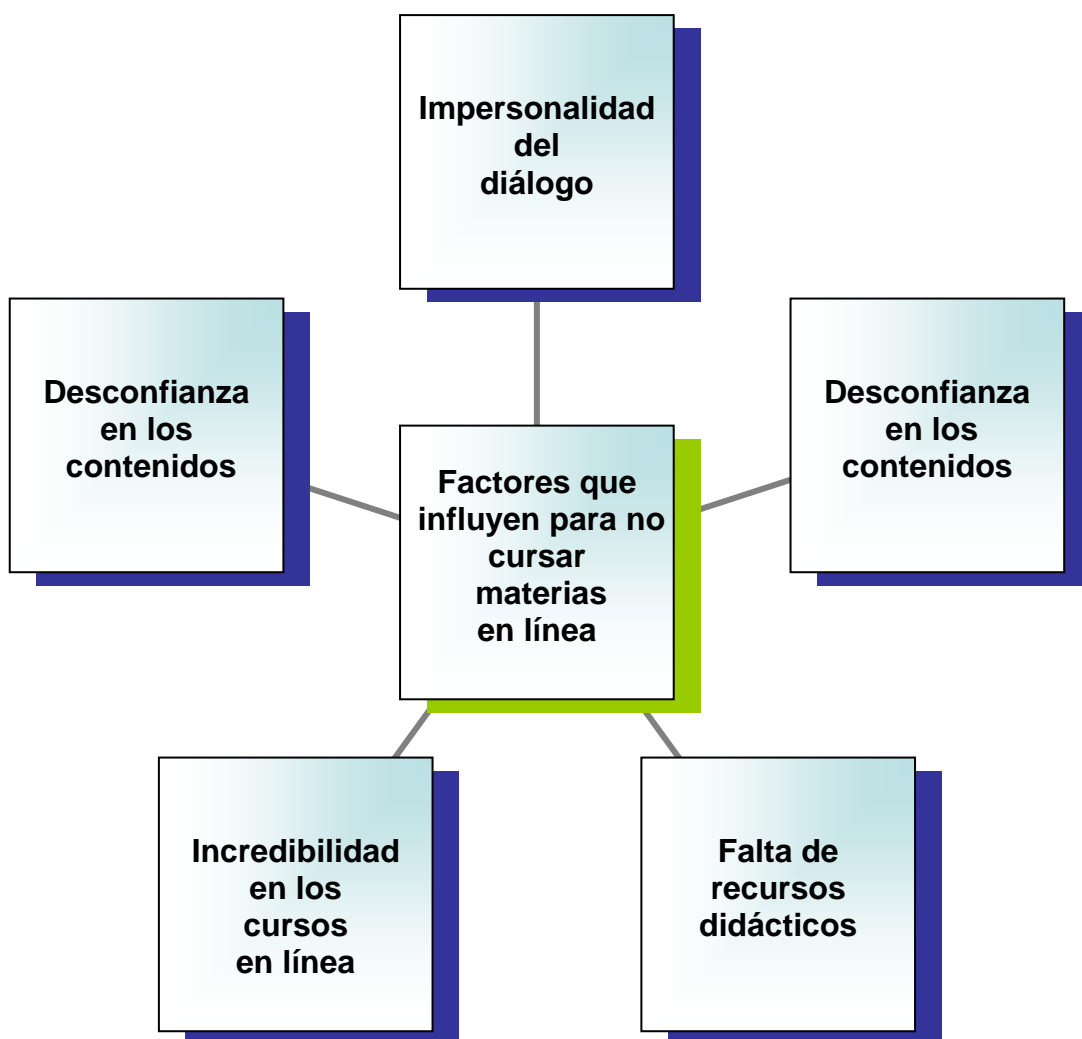 Impersonalidad
del
diálogo
Desconfianza
en los
contenidos
Desconfianza
en los
contenidos
Factores que
influyen para no
cursar
materias
en línea
Incredibilidad
en los
cursos
en línea
Falta de
recursos
didácticos